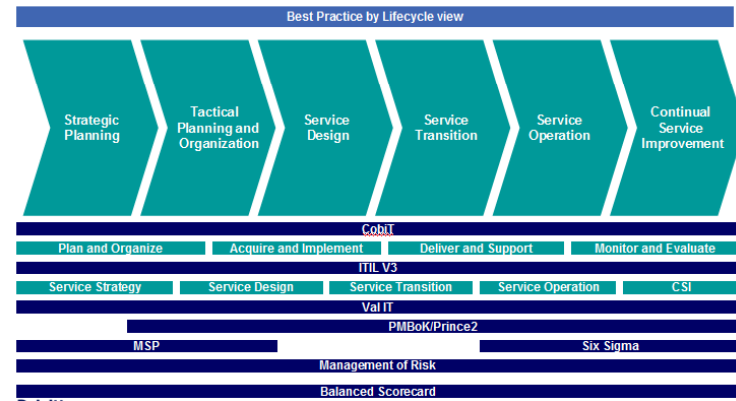 Best Practice by Lifecycle view
Strategic
Planning
Tactical
Planning and
Organization
Service
Design
Service
Transition
Service
Operation
Continual
Service
Improvement
CobiT
Plan and Organize
Acquire and Implement
Deliver and Support
Monitor and Evaluate
ITIL V3
Service Strategy
Service Design
Service Transition
Service Operation
CSI
Val IT
PMBoK/Prince2
MSP
Six Sigma
Management of Risk
Balanced Scorecard